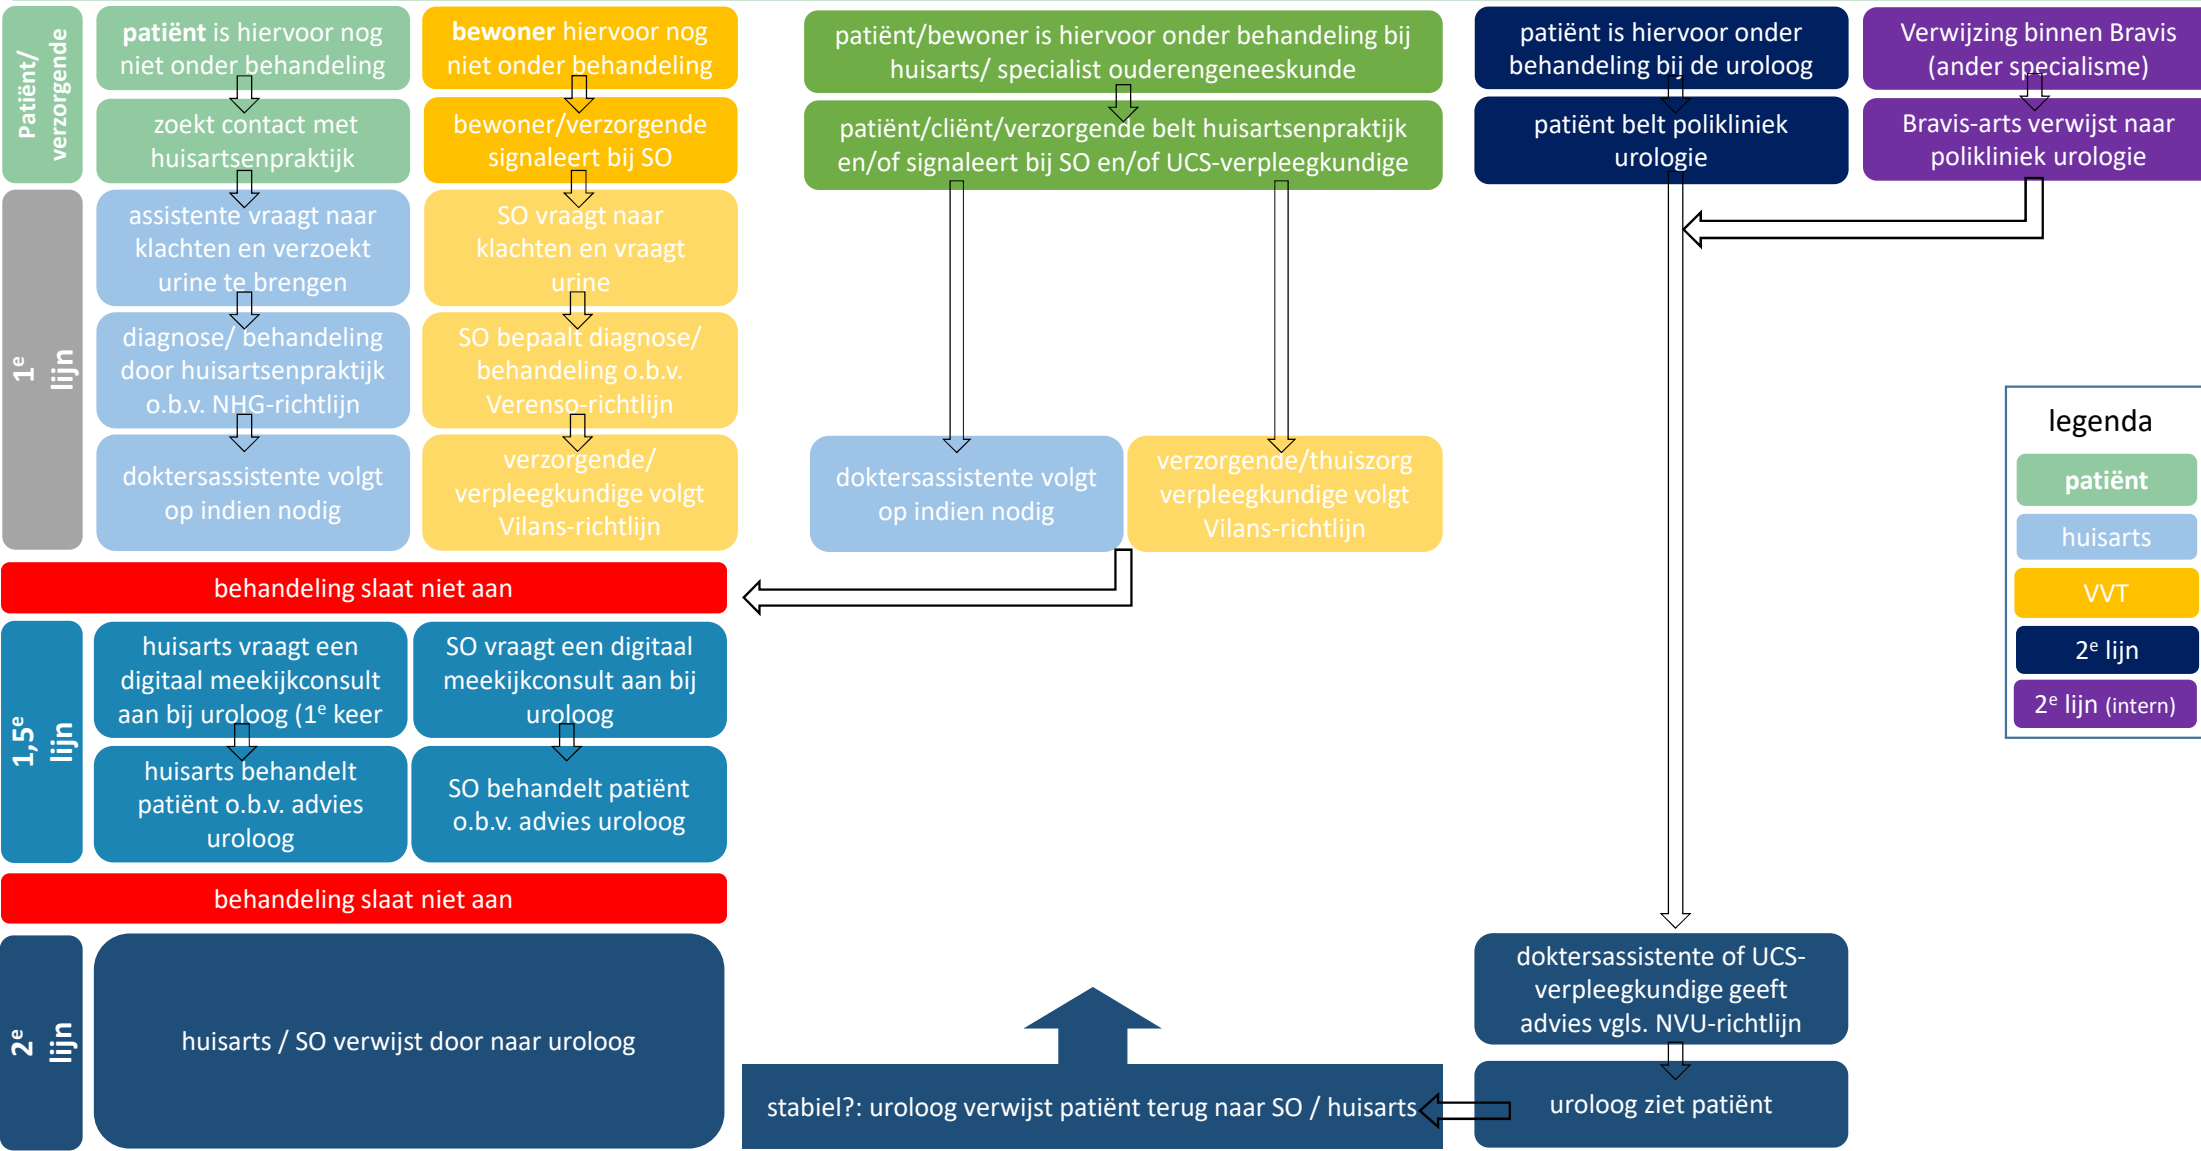 Patiënt/
verzorgende
patiënt is hiervoor nog
niet onder behandeling
bewoner hiervoor nog
niet onder behandeling
patiënt/bewoner is hiervoor onder behandeling bij
huisarts/ specialist ouderengeneeskunde
patiënt is hiervoor onder
behandeling bij de uroloog
Verwijzing binnen Bravis
(ander specialisme)
zoekt contact met
huisartsenpraktijk
bewoner/verzorgende
signaleert bij SO
patiënt/cliënt/verzorgende belt huisartsenpraktijk
en/of signaleert bij SO en/of UCS-verpleegkundige
patiënt belt polikliniek
urologie
Bravis-arts verwijst naar
polikliniek urologie
1e
lijn
assistente vraagt naar
klachten en verzoekt
urine te brengen
SO vraagt naar
klachten en vraagt
urine
diagnose/ behandeling
door huisartsenpraktijk
o.b.v. NHG-richtlijn
SO bepaalt diagnose/
behandeling o.b.v.
Verenso-richtlijn
doktersassistente volgt
op indien nodig
verzorgende/
verpleegkundige volgt
Vilans-richtlijn
doktersassistente volgt
op indien nodig
verzorgende/thuiszorg
verpleegkundige volgt
Vilans-richtlijn
legenda
patiënt
huisarts
VVT
2e lijn
2e lijn (intern)
behandeling slaat niet aan
1,5e
lijn
huisarts vraagt een
digitaal meekijkconsult
aan bij uroloog (1e keer
SO vraagt een digitaal
meekijkconsult aan bij
uroloog
huisarts behandelt
patiënt o.b.v. advies
uroloog
SO behandelt patiënt
o.b.v. advies uroloog
behandeling slaat niet aan
2e
lijn
huisarts / SO verwijst door naar uroloog
doktersassistente of UCS-
verpleegkundige geeft
advies vgls. NVU-richtlijn
stabiel?: uroloog verwijst patiënt terug naar SO / huisarts
uroloog ziet patiënt